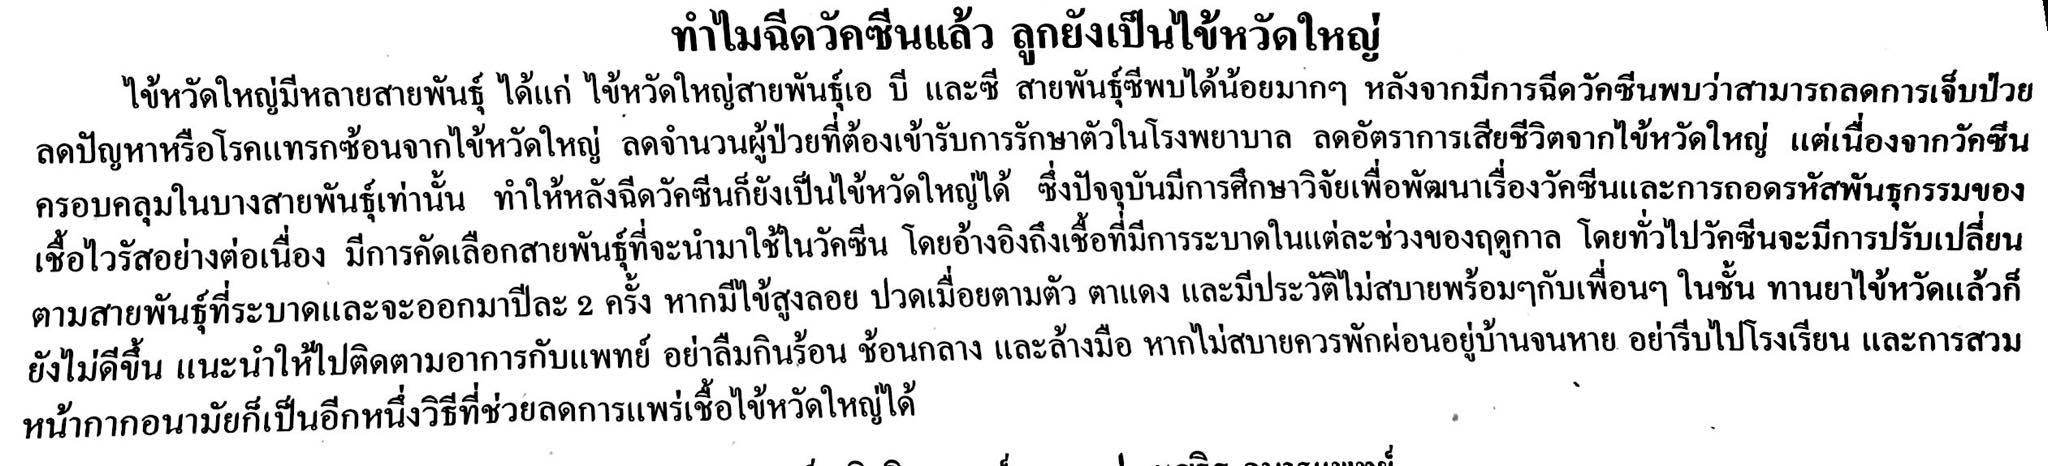 ทำไมฉีดวัคซีนแล้ว ลูกยังเป็นไข้หวัดใหญ่
ไข้หวัดใหญ่มีหลายสายพันธุ์ ได้แก่ ไข้หวัดใหญ่สายพันธุ์เอ บี และซี สายพันธุ์ซีพบได้น้อยมากๆ หลังจากมีการฉีดวัคซีนพบว่าสามารถลดการเจ็บป่วย
ลดปัญหาหรือโรคแทรกซ้อนจากไข้หวัดใหญ่ ลดจำนวนผู้ป่วยที่ต้องเข้ารับการรักษาตัวในโรงพยาบาล ลดอัตราการเสียชีวิตจากไข้หวัดใหญ่ แต่เนื่องจากวัคซีน
ครอบคลุมในบางสายพันธุ์เท่านั้น ทำให้หลังฉีดวัคซีนก็ยังเป็นไข้หวัดใหญ่ได้ ซึ่งปัจจุบันมีการศึกษาวิจัยเพื่อพัฒนาเรื่องวัคซีนและการถอดรหัสพันธุกรรมของ
เชื้อไวรัสอย่างต่อเนื่อง มีการคัดเลือกสายพันธุ์ที่จะนำมาใช้ในวัคซีน โดยอ้างอิงถึงเชื้อที่มีการระบาดในแต่ละช่วงของฤดูกาล โดยทั่วไปวัคซีนจะมีการปรับเปลี่ยน
ตามสายพันธุ์ที่ระบาดและจะออกมาปีละ 2 ครั้ง หากมีไข้สูงลอย ปวดเมื่อยตามตัว ตาแดง และมีประวัติไม่สบายพร้อมๆกับเพื่อนๆ ในชั้น ทานยาไข้หวัดแล้วก็
ยังไม่ดีขึ้น แนะนำให้ไปติดตามอาการกับแพทย์ อย่าลืมกินร้อน ช้อนกลาง และล้างมือ หากไม่สบายควรพักผ่อนอยู่บ้านจนหาย อย่ารีบไปโรงเรียน และการสวม
หน้ากากอนามัยก็เป็นอีกหนึ่งวิธีที่ช่วยลดการแพร่เชื้อไข้หวัดใหญ่ได้